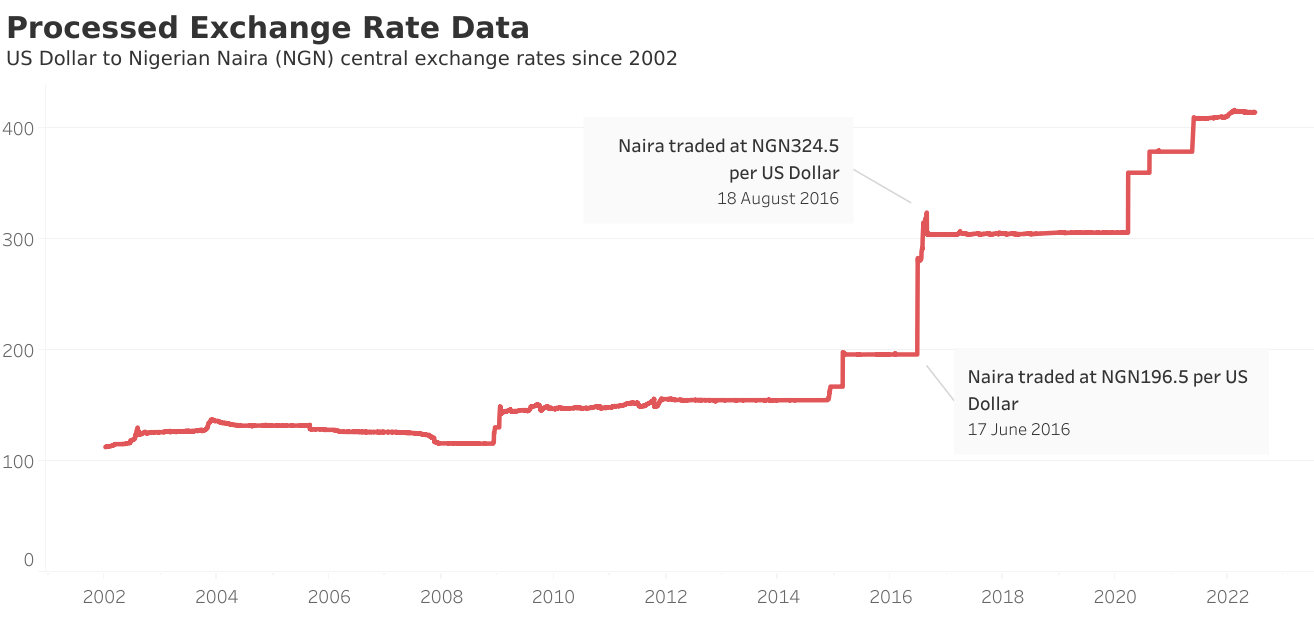 Processed Exchange Rate Data
US Dollar to Nigerian Naira (NGN) central exchange rates since 2002
400
300
200
100
0
Naira traded at NGN324.5
per US Dollar
18 August 2016
Naira traded at NGN196.5 per US
Dollar
17 June 2016
2002
2004
2006
2008
2010
2012
2014
2016
2018
2020
2022